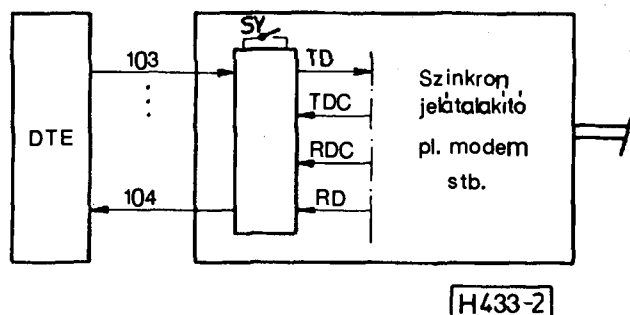 SY
103
TD
Szinkron
jelátalakító
TDC
DTE
RDC
pl. modem
stb.
104
RD
H433-2